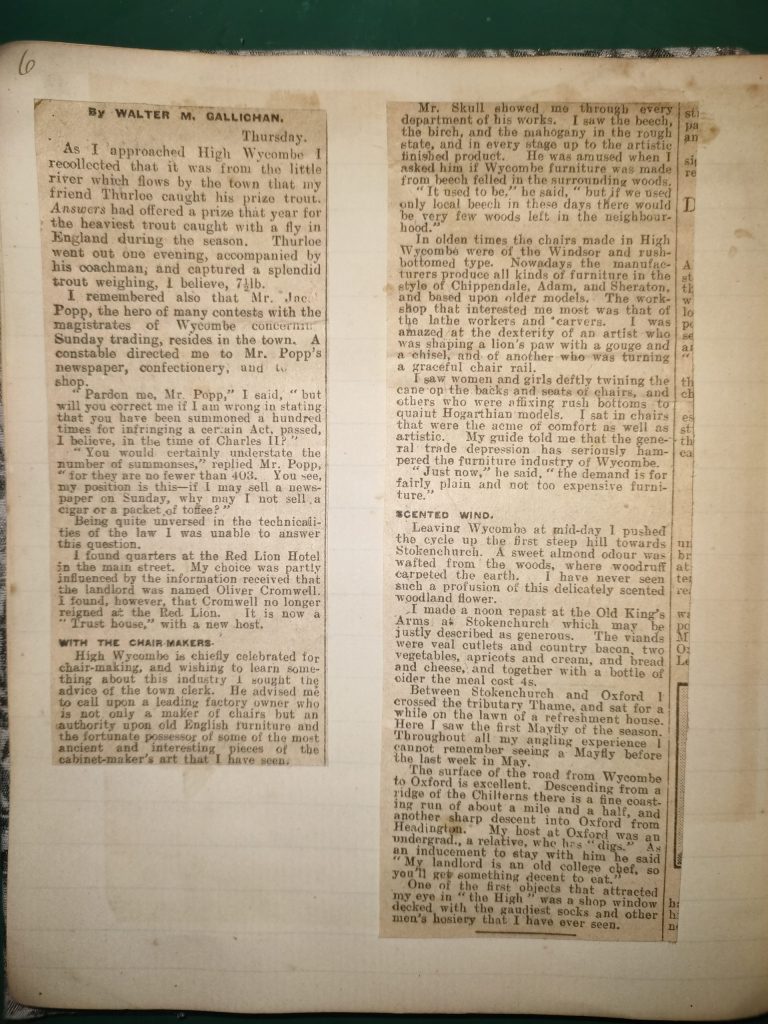 6
By WALTER M. GALLICHAN.
Thursday.
As I approached High Wycombe I
recollected that it was from the little
river which flows by the town that my
friend Thurloe caught his prize trout.
Answers had offered a prize that year for
the heaviest trout caught with a fly in
England during the season. Thurloe
went out one evening, accompanied by
his coachman, and captured a splendid
trout weighing, I believe, 7½lb.
I remembered also that Mr.
Popp, the hero of many contests with the
magistrates of Wycombe concernin
Sunday trading, resides in the town. A
constable directed me to Mr. Popp's
newspaper, confectionery, and
shop.
"Pardon me, Mr. Popp," I said, "but
will you correct me if I am wrong in stating
that you have been summoned a hundred
times for infringing a certain Act, passed,
I believe, in the time of Charles II?"
"You would certainly understate the
number of summonses," replied Mr. Popp,
"for they are no fewer than 403. You see,
my position is this—if I may sell a news-
paper on Sunday, why may I not sell a
cigar or a packet of toffee?"
Being quite unversed in the technicali-
ties of the law I was unable to answer
this question.
I found quarters at the Red Lion Hotel
in the main street. My choice was partly
influenced by the information received that
the landlord was named Oliver Cromwell.
I found, however, that Cromwell no longer
reigned at the Red Lion. It is now a
"Trust house," with a new host.
WITH THE CHAIR-MAKERS.
High Wycombe is chiefly celebrated for
chair-making, and wishing to learn some-
thing about this industry I sought the
advice of the town clerk. He advised me
to call upon a leading factory owner who
is not only a maker of chairs but an
authority upon old English furniture and
the fortunate possessor of some of the most
ancient and interesting pieces of the
cabinet-maker's art that I have seen.
Mr. Skull showed me through every
department of his works. I saw the beech,
the birch, and the mahogany in the rough
state, and in every stage up to the artistic
finished product. He was amused when I
asked him if Wycombe furniture was made
from beech felled in the surrounding woods.
"It used to be," he said, "but if we used
only local beech in these days there would
be very few woods left in the neighbour-
hood."
In olden times the chairs made in High
Wycombe were of the Windsor and rush-
bottomed type. Nowadays the manufac-
turers produce all kinds of furniture in the
style of Chippendale, Adam, and Sheraton,
and based upon older models. The work-
shop that interested me most was that of
the lathe workers and carvers. I was
amazed at the dexterity of an artist who
was shaping a lion's paw with a gouge and
a chisel, and of another who was turning
a graceful chair rail.
I saw women and girls deftly twining the
cane on the backs and seats of chairs, and
others who were affixing rush bottoms to
quaint Hogarthian models. I sat in chairs
that were the acme of comfort as well as
artistic. My guide told me that the gene-
ral trade depression has seriously ham-
pered the furniture industry of Wycombe.
"Just now," he said, "the demand is for
fairly plain and not too expensive furni-
ture."
SCENTED WIND.
Leaving Wycombe at mid-day I pushed
the cycle up the first steep hill towards
Stokenchurch. A sweet almond odour was
wafted from the woods, where woodruff
carpeted the earth. I have never seen
such a profusion of this delicately scented
woodland flower.
I made a noon repast at the Old King's
Arms at Stokenchurch which may be
justly described as generous. The viands
were veal cutlets and country bacon, two
vegetables, apricots and cream, and bread
and cheese, and together with a bottle of
cider the meal cost 4s.
Between Stokenchurch and Oxford I
crossed the tributary Thame, and sat for a
while on the lawn of a refreshment house.
Here I saw the first Mayfly of the season.
Throughout all my angling experience I
cannot remember seeing a Mayfly before
the last week in May.
The surface of the road from Wycombe
to Oxford is excellent. Descending from a
ridge of the Chilterns there is a fine coast-
ing run of about a mile and a half, and
another sharp descent into Oxford from
Headington. My host at Oxford was an
undergrad., a relative, who has "digs." As
an inducement to stay with him he said
"My landlord is an old college chef, so
you'll get something decent to eat."
One of the first objects that attracted
my eye in "the High" was a shop window
decked with the gaudiest socks and other
men's hosiery that I have ever seen.